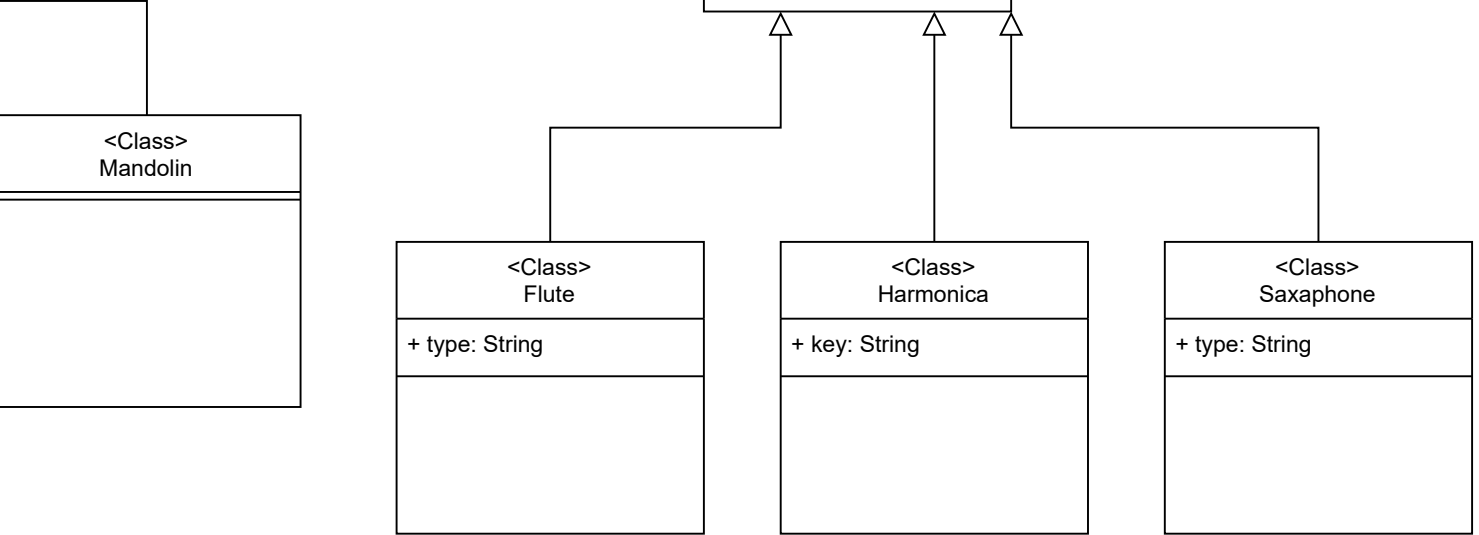 <Class>
Mandolin
<Class>
Flute
+ type: String
<Class>
Harmonica
+ key: String
<Class>
Saxaphone
+ type: String